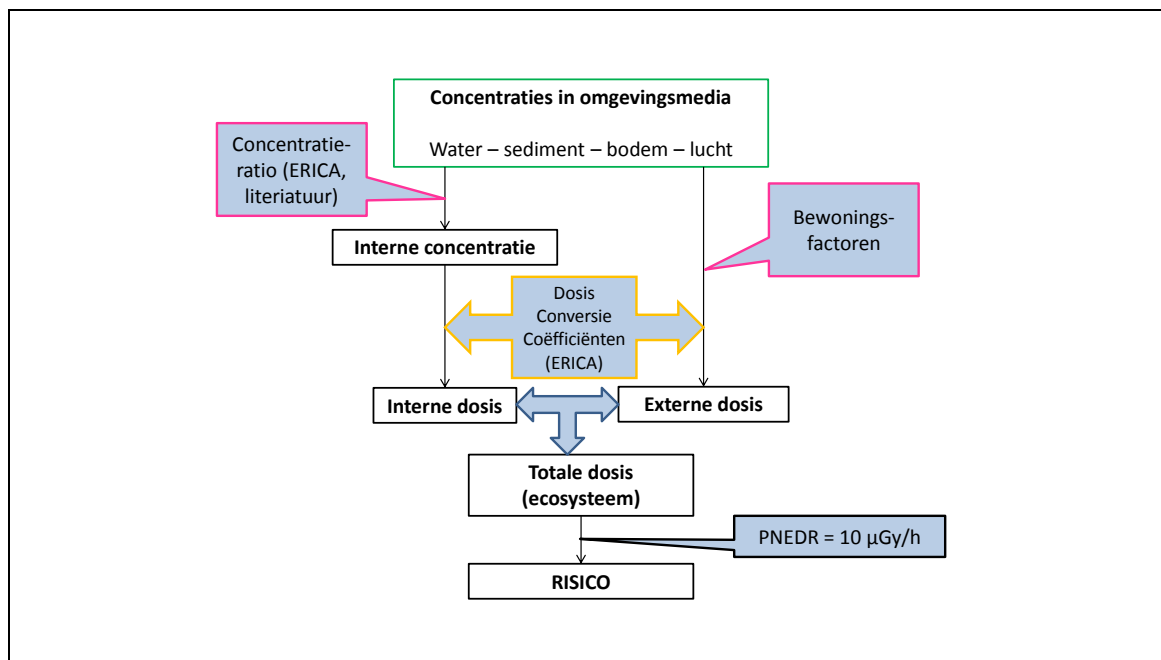 Concentraties in omgevingsmedia
Water – sediment – bodem – lucht
Concentratie-
ratio (ERICA,
literiatuur)
Bewonings-
factoren
Interne concentratie
Dosis
Conversie
Coëfficiënten
(ERICA)
Interne dosis
Externe dosis
Totale dosis
(ecosysteem)
PNEDR = 10 µGy/h
RISICO